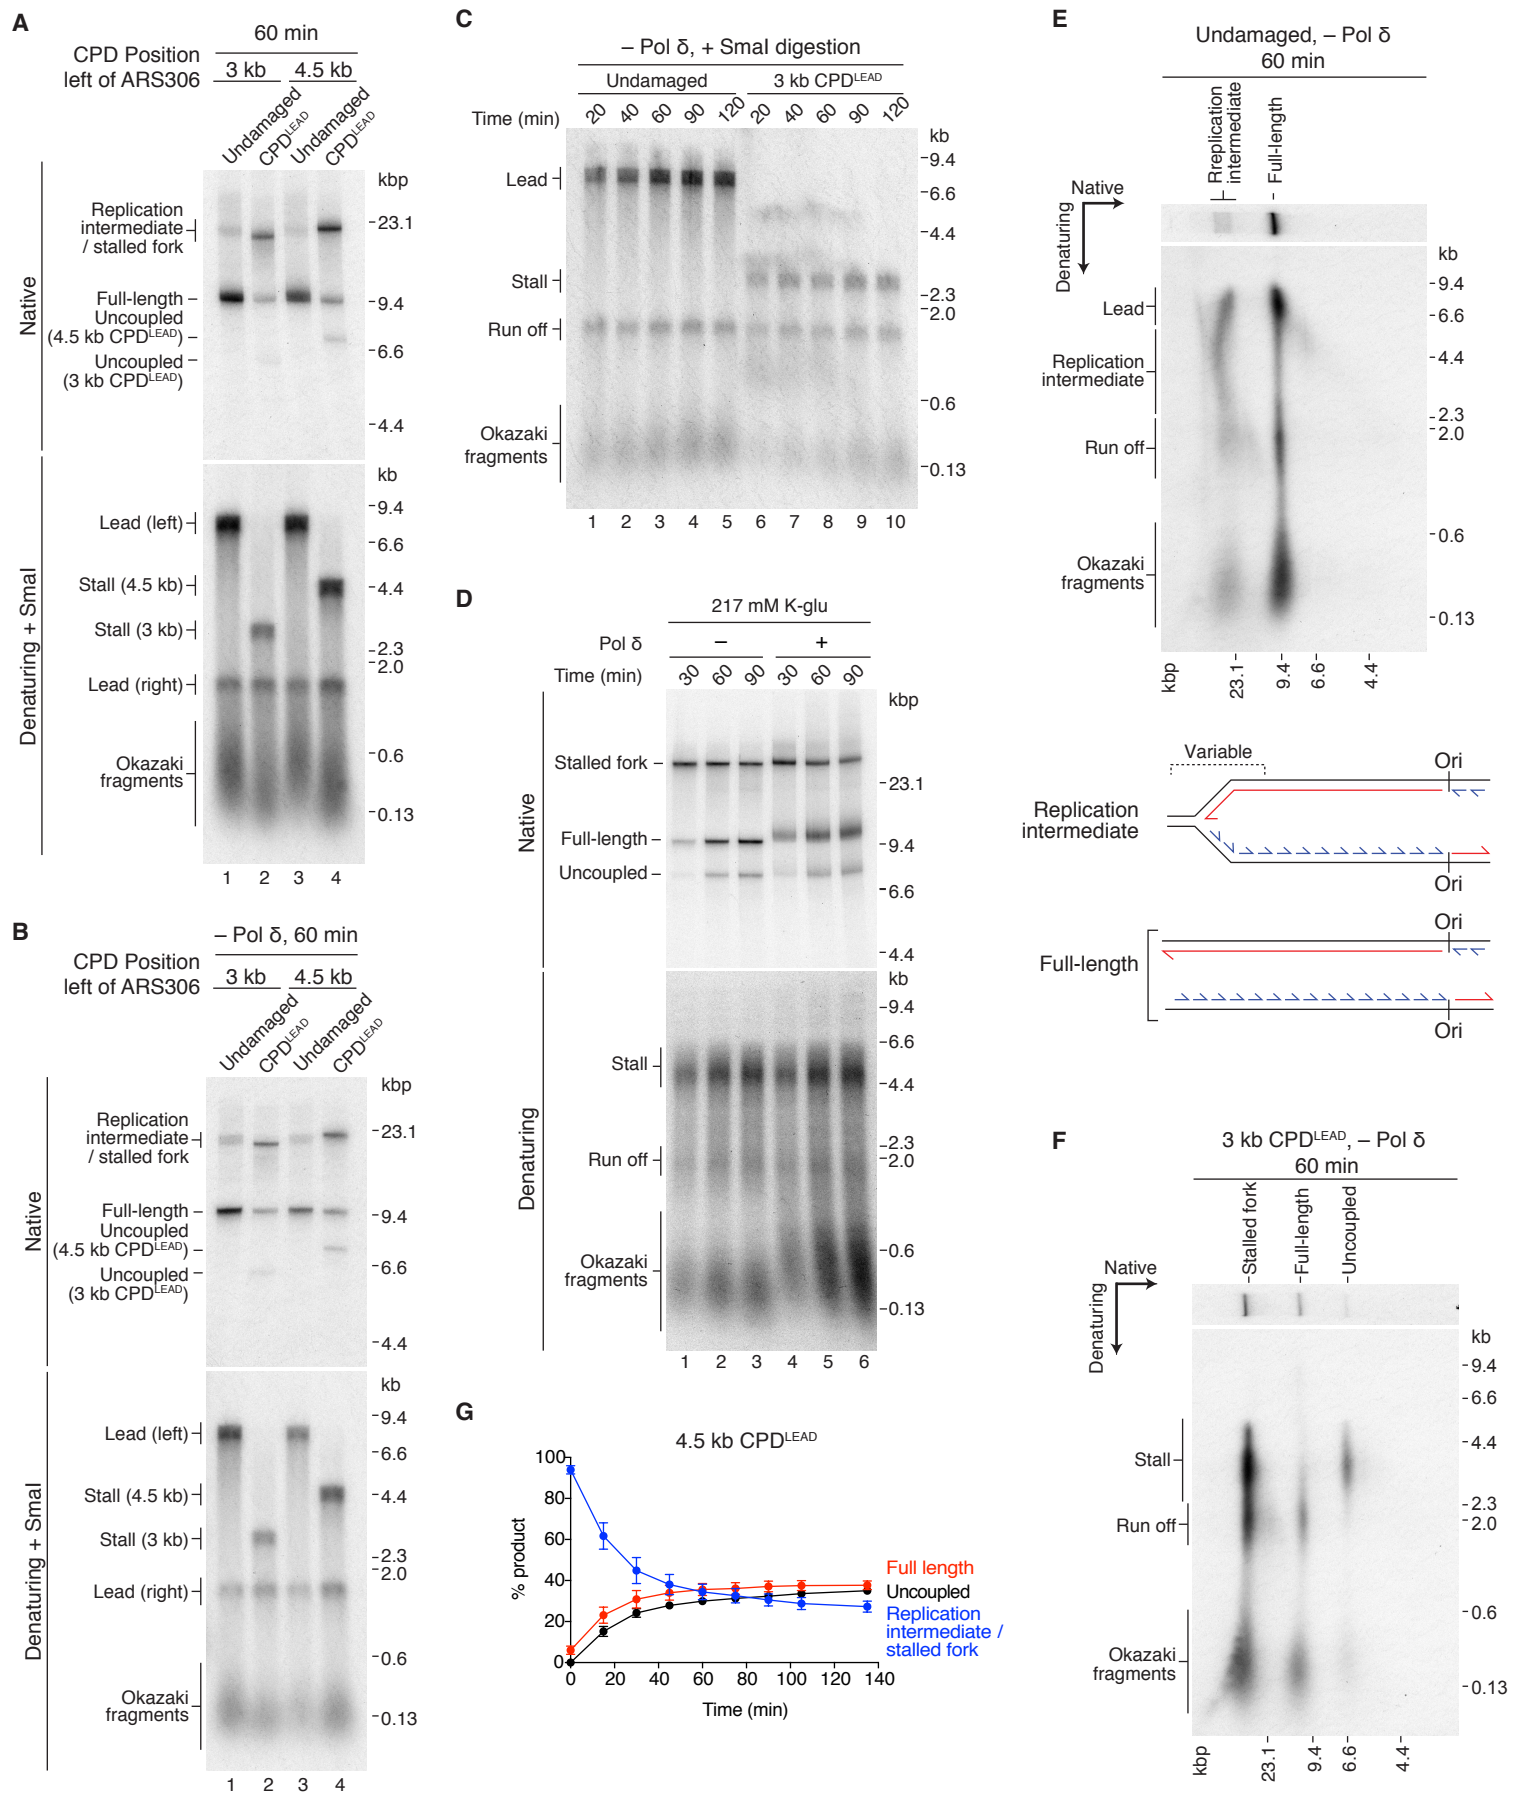 A
60 min
CPD Position
left of ARS306
3 kb
4.5 kb
Undamaged
CPDLEAD
Undamaged
CPDLEAD
Native
kbp
Replication
intermediate
/ stalled fork
23.1
Full-length
9.4
Uncoupled
(4.5 kb CPDLEAD)
6.6
Uncoupled
(3 kb CPDLEAD)
4.4
Denaturing + SmaI
kb
9.4
Lead (left)
6.6
Stall (4.5 kb)
4.4
Stall (3 kb)
2.3
2.0
Lead (right)
0.6
Okazaki
fragments
0.13
1 2 3 4
B
– Pol δ, 60 min
CPD Position
left of ARS306
3 kb
4.5 kb
Undamaged
CPDLEAD
Undamaged
CPDLEAD
Native
kbp
Replication
intermediate
/ stalled fork
23.1
Full-length
9.4
Uncoupled
(4.5 kb CPDLEAD)
6.6
Uncoupled
(3 kb CPDLEAD)
4.4
Denaturing + SmaI
kb
9.4
Lead (left)
6.6
Stall (4.5 kb)
4.4
Stall (3 kb)
2.3
2.0
Lead (right)
0.6
Okazaki
fragments
0.13
1 2 3 4
C
– Pol δ, + SmaI digestion
Undamaged
3 kb CPDLEAD
Time (min)
20 40 60 90 120 20 40 60 90 120
kb
9.4
Lead
6.6
4.4
Stall
2.3
2.0
Run off
0.6
Okazaki
fragments
0.13
1 2 3 4 5 6 7 8 9 10
D
217 mM K-glu
Pol δ – +
Time (min)
30 60 90 30 60 90
Native
kbp
Stalled fork
23.1
Full-length
9.4
Uncoupled
6.6
4.4
Denaturing
kb
9.4
6.6
Stall
4.4
2.3
Run off
2.0
0.6
Okazaki
fragments
0.13
1 2 3 4 5 6
E
Undamaged, – Pol δ
60 min
Rreplication
intermediate
Full-length
Native
Denaturing
kb
9.4
Lead
6.6
4.4
Replication
intermediate
2.3
2.0
Run off
0.6
Okazaki
fragments
0.13
kbp
23.1
9.4
6.6
4.4
Variable
Ori
Replication
intermediate
Ori
Ori
Full-length
Ori
F
3 kb CPDLEAD, – Pol δ
60 min
Stalled fork
Full-length
Uncoupled
Native
Denaturing
kb
9.4
6.6
4.4
Stall
2.3
2.0
Run off
0.6
Okazaki
fragments
0.13
kbp
23.1
9.4
6.6
4.4
G
4.5 kb CPDLEAD
% product
100
80
60
40
20
0
0 20 40 60 80 100 120 140
Time (min)
Full length
Uncoupled
Replication
intermediate /
stalled fork